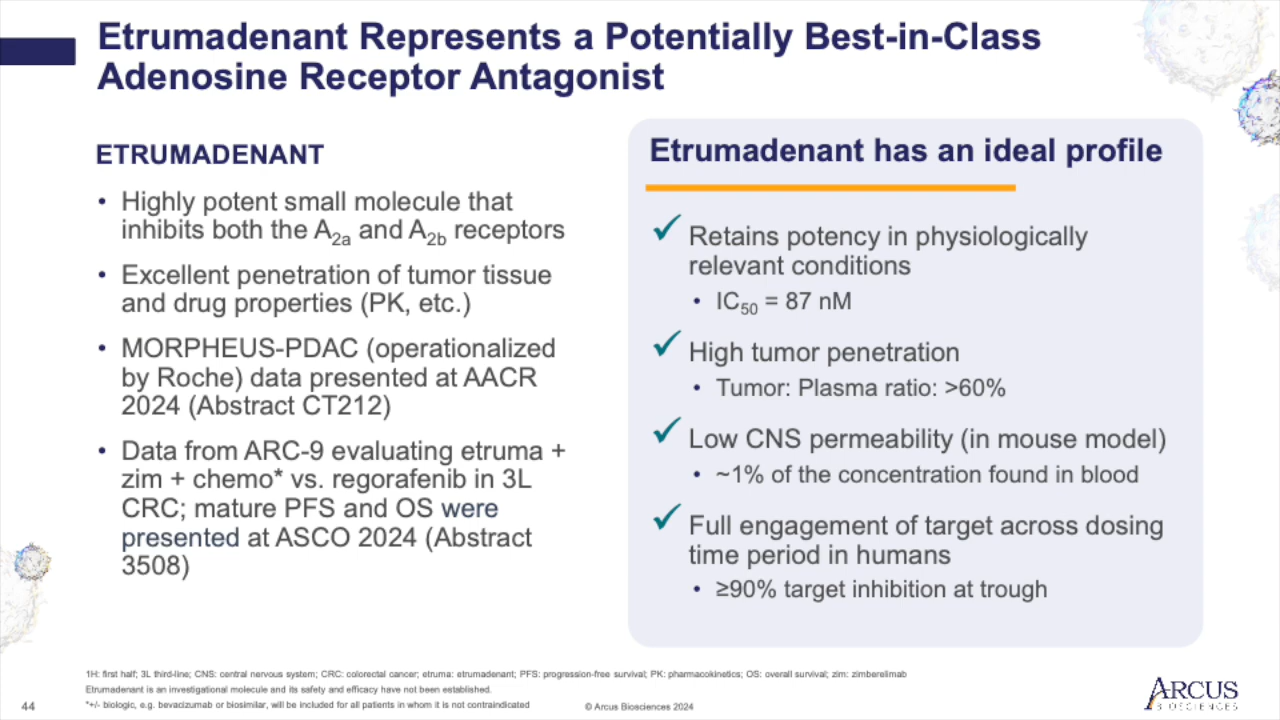 Etrumadenant Represents a Potentially Best-in-Class
Adenosine Receptor Antagonist
ETRUMADENANT
• Highly potent small molecule that
inhibits both the A2a and A2b receptors
• Excellent penetration of tumor tissue
and drug properties (PK, etc.)
• MORPHEUS-PDAC (operationalized
by Roche) data presented at AACR
2024 (Abstract CT212)
• Data from ARC-9 evaluating etruma +
zim + chemo* vs. regorafenib in 3L
CRC; mature PFS and OS were
presented at ASCO 2024 (Abstract
3508)
Etrumadenant has an ideal profile
✓ Retains potency in physiologically
relevant conditions
• IC50 = 87 nM
✓ High tumor penetration
• Tumor: Plasma ratio: >60%
✓ Low CNS permeability (in mouse model)
• ~1% of the concentration found in blood
✓ Full engagement of target across dosing
time period in humans
• ≥90% target inhibition at trough
1H: first half; 3L third-line; CNS: central nervous system; CRC: colorectal cancer; etruma: etrumadenant; PFS: progression-free survival; PK: pharmacokinetics; OS: overall survival; zim: zimberelimab
Etrumadenant is an investigational molecule and its safety and efficacy have not been established.
*+/- biologic, e.g. bevacizumab or biosimilar, will be included for all patients in whom it is not contraindicated
44
© Arcus Biosciences 2024
ARCUS
BIOSCIENCES